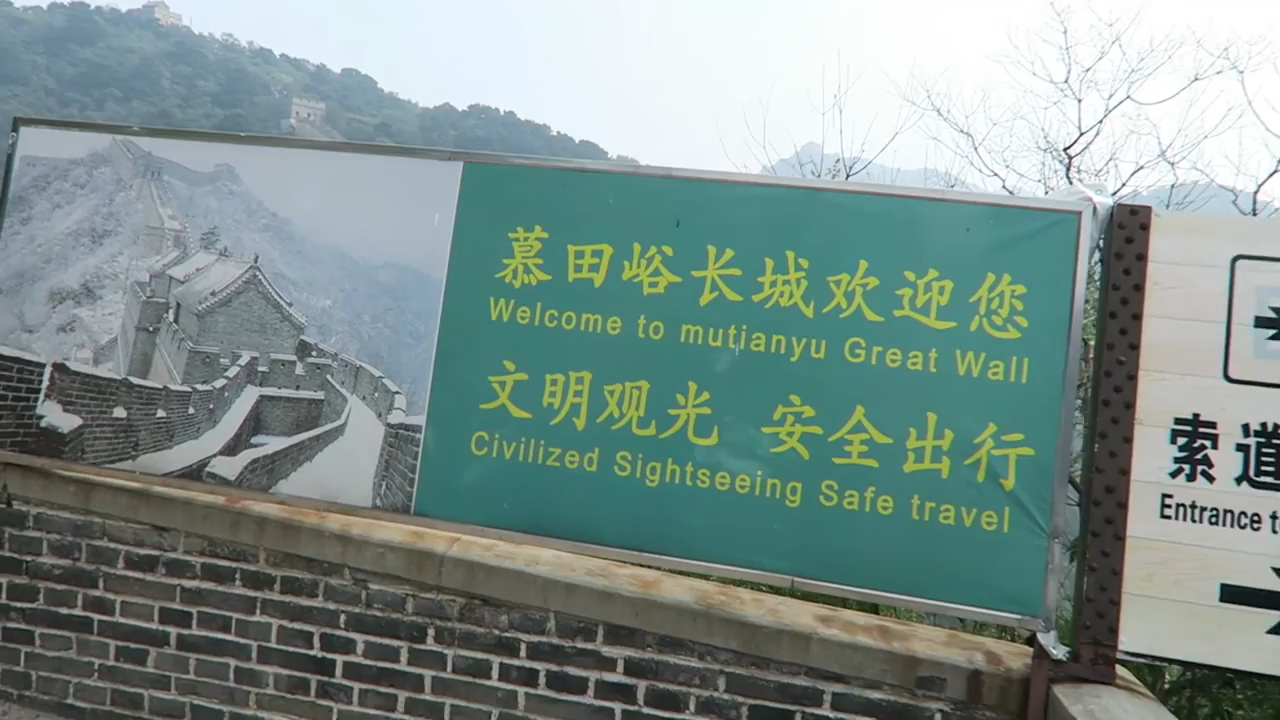 慕田峪长城欢迎您
Welcome to mutianyu Great Wall
文明观光 安全出行
Civilized Sightseeing Safe travel
索道
Entrance